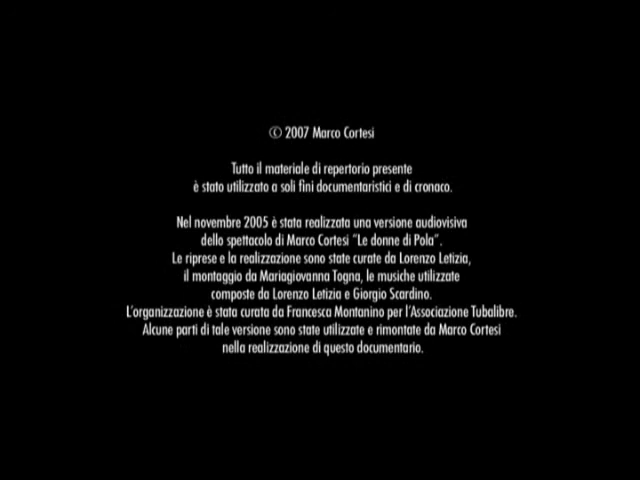 © 2007 Marco Cortesi
Tutto il materiale di repertorio presente
è stato utilizzato a soli fini documentaristici e di cronaco.
Nel novembre 2005 è stata realizzata una versione audiovisiva
dello spettacolo di Marco Cortesi "Le donne di Pola".
Le riprese e la realizzazione sono state curate da Lorenzo Letizia,
il montaggio da Mariagiovanna Togna, le musiche utilizzate
composte da Lorenzo Letizia e Giorgio Scardino.
L'organizzazione è stata curata da Francesca Montanino per l'Associazione Tubalibre.
Alcune parti di tale versione sono state utilizzate e rimontate da Marco Cortesi
nella realizzazione di questo documentario.